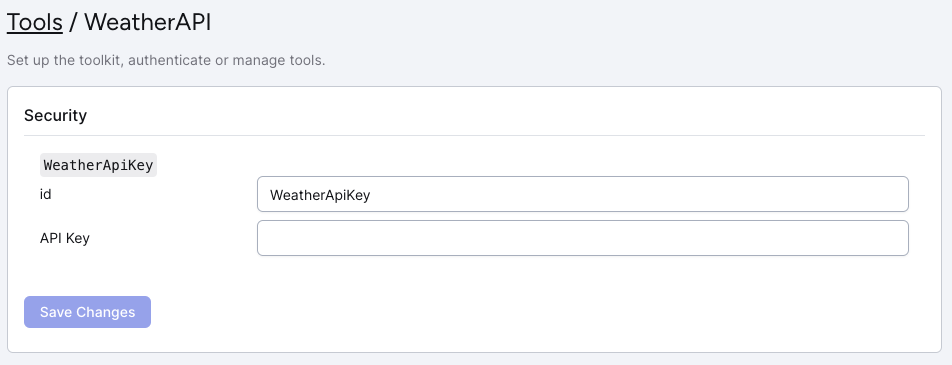 Tools / WeatherAPI
Set up the toolkit, authenticate or manage tools.
Security
WeatherApiKey
id WeatherApiKey
API Key
Save Changes